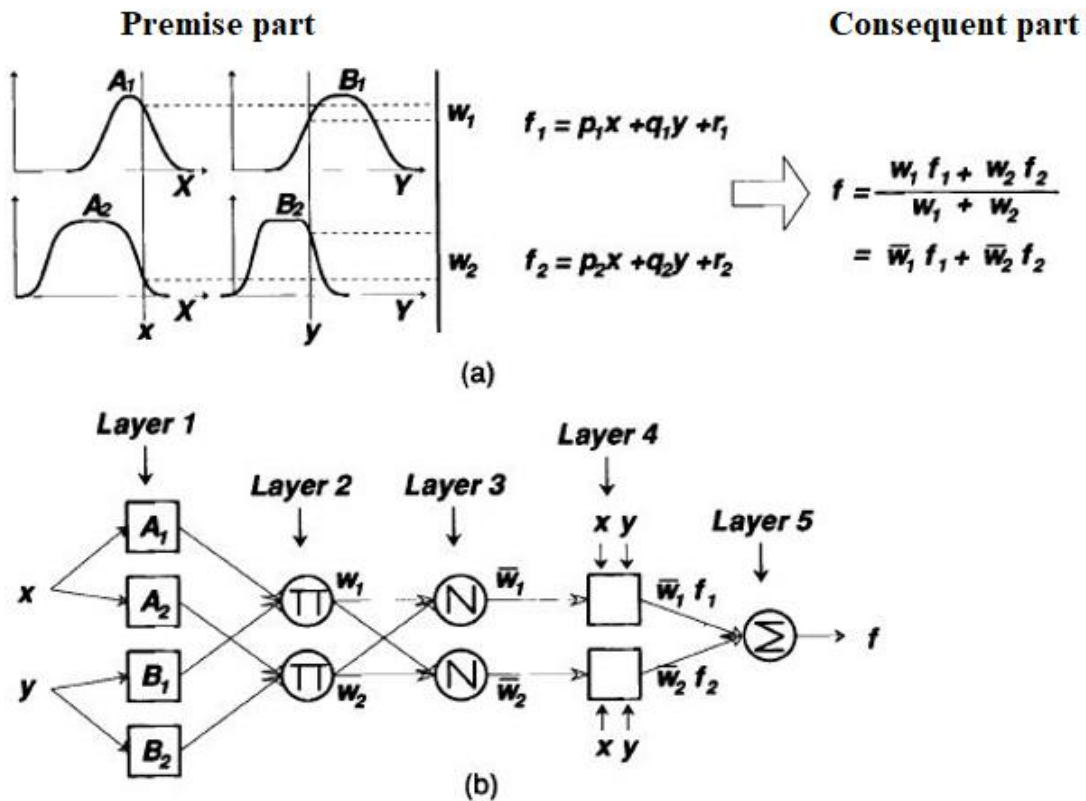 Premise part Consequent part
A₁ B₁
w₁ f₁ = p₁x +q₁y +r₁
X Y
f = w₁ f₁ + w₂ f₂ / w₁ + w₂
A₂ B₂
= w̅₁ f₁ + w̅₂ f₂
w₂ f₂ = p₂x +q₂y +r₂
X Y
x y
(a)
Layer 1
Layer 4
Layer 2 Layer 3
x y Layer 5
A₁
w₁ w̅₁ w̅₁ f₁
x A₂ Π N
Σ f
y B₁ Π N
w₂ w̅₂ w̅₂ f₂
B₂ x y
(b)